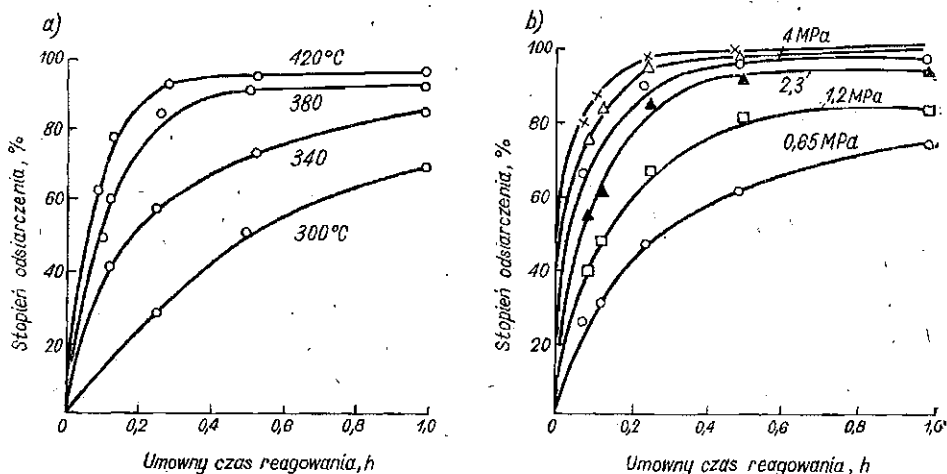 a)
Stopień odsiarczenia, %
100
80
60
40
20
420°C
380
340
300°C
0
0,2
0,4
0,6
0,8
1,0
Umowny czas reagowania, h
b)
Stopień odsiarczenia, %
100
80
60
40
20
4 MPa
2,3
1,2 MPa
0,65 MPa
0
0,2
0,4
0,6
0,8
1,0
Umowny czas reagowania, h